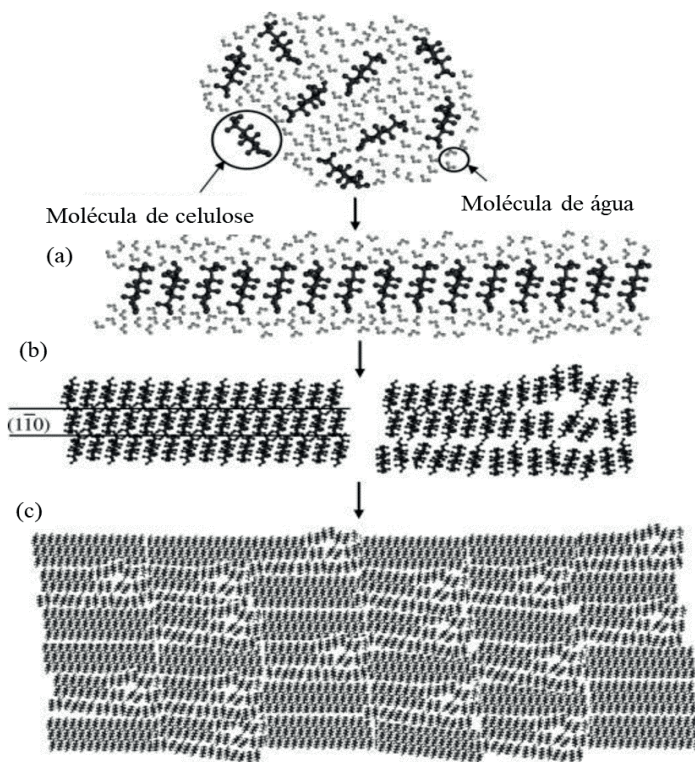 Molécula de celulose
Molécula de água
(a)
(b)
(11̅0)
(c)